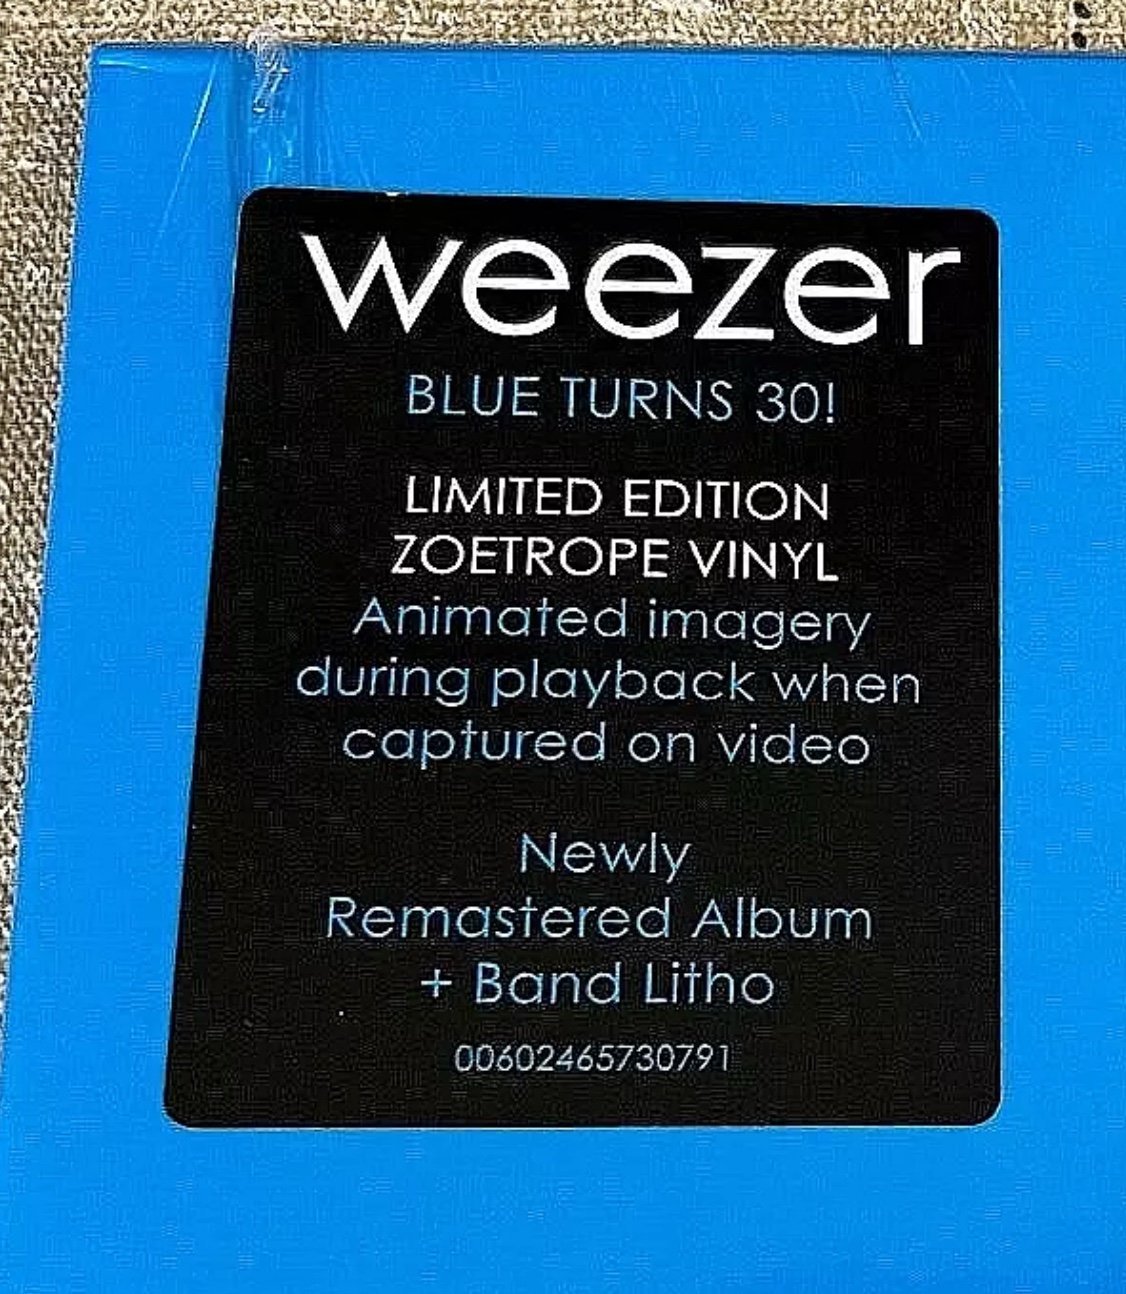 weezer
BLUE TURNS 30!
LIMITED EDITION
ZOETROPE VINYL
Animated imagery
during playback when
captured on video
Newly
Remastered Album
+ Band Litho
00602465730791